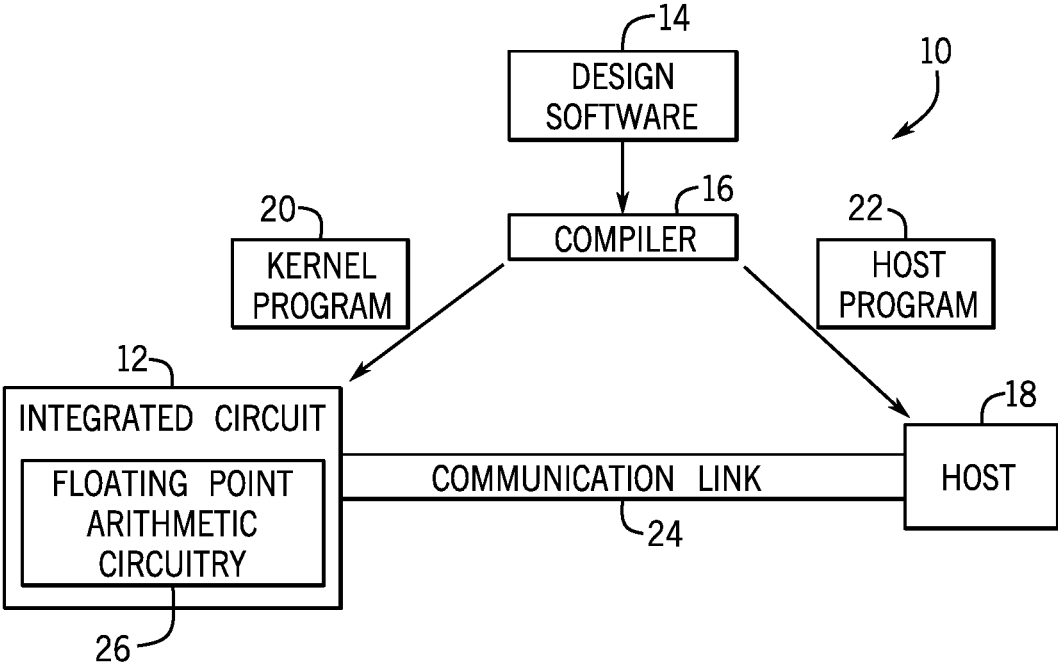 14
10
DESIGN
SOFTWARE
16
20
22
COMPILER
KERNEL
PROGRAM
HOST
PROGRAM
12
18
INTEGRATED CIRCUIT
FLOATING POINT
ARITHMETIC
CIRCUITRY
COMMUNICATION LINK
HOST
24
26